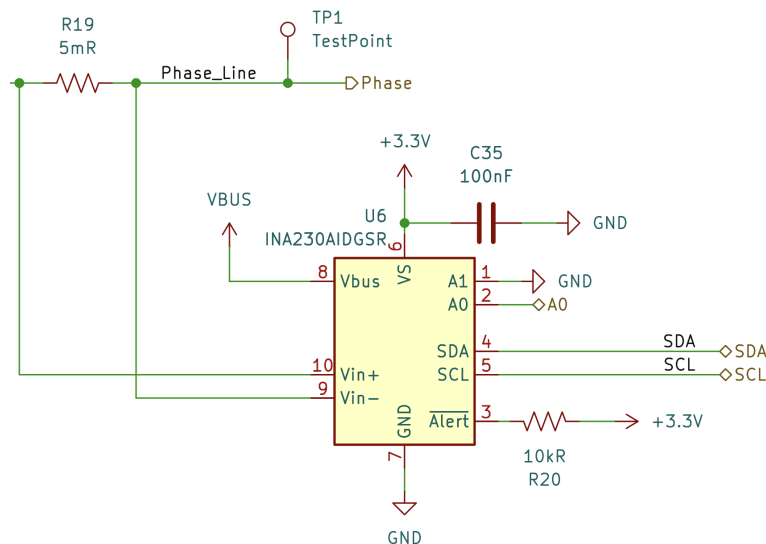 R19
5mR
TP1
TestPoint
Phase_Line
Phase
+3.3V
C35
100nF
GND
VBUS
U6
INA230AIDGSR
6
VS
8
Vbus
A1
1
GND
A0
2
A0
SDA
4
SDA
SDA
SCL
5
SCL
SCL
10
Vin+
9
Vin-
Alert
3
+3.3V
GND
7
10kR
R20
GND